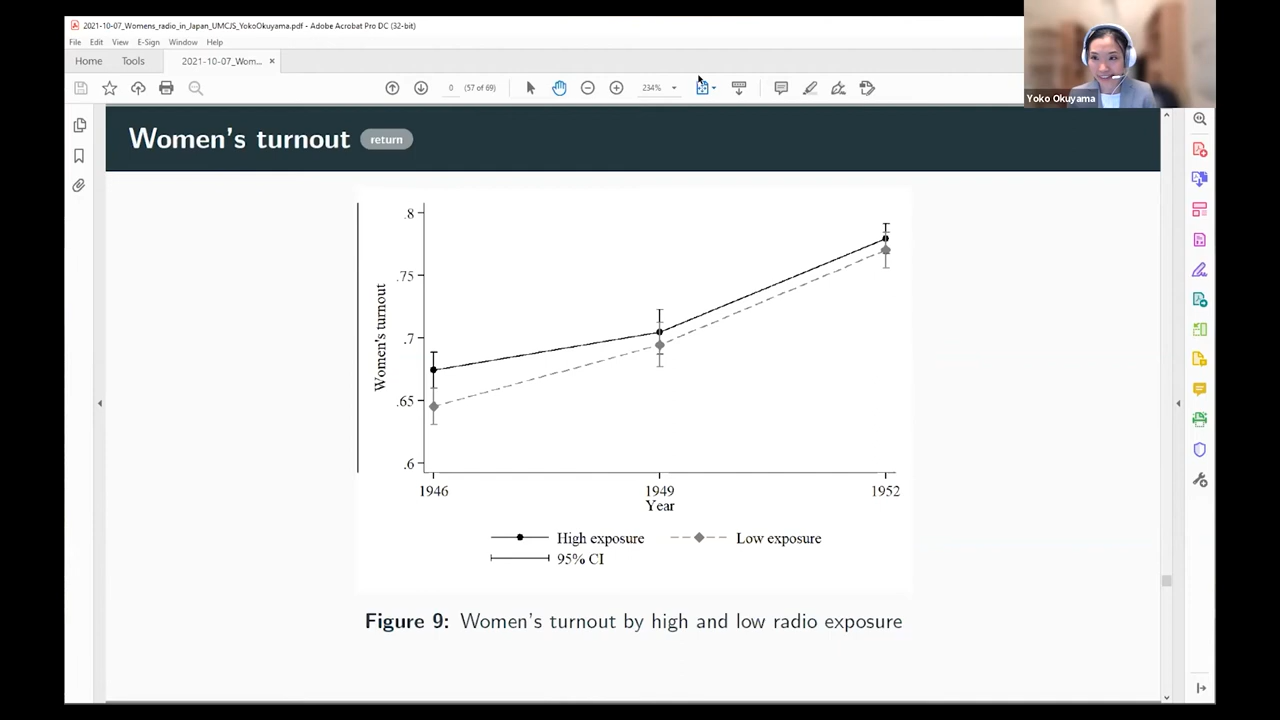 2021-10-07_Womens_radio_in_Japan_UMCJS_YokoOkuyama.pdf - Adobe Acrobat Pro DC (32-bit)
File Edit View E-Sign Window Help
Home Tools 2021-10-07_Wom... ×
0 (57 of 69) 234%
Yoko Okuyama
Women's turnout return
.8
.75
.7
.65
.6
Women's turnout
1946 1949 1952
Year
High exposure Low exposure
95% CI
Figure 9: Women's turnout by high and low radio exposure